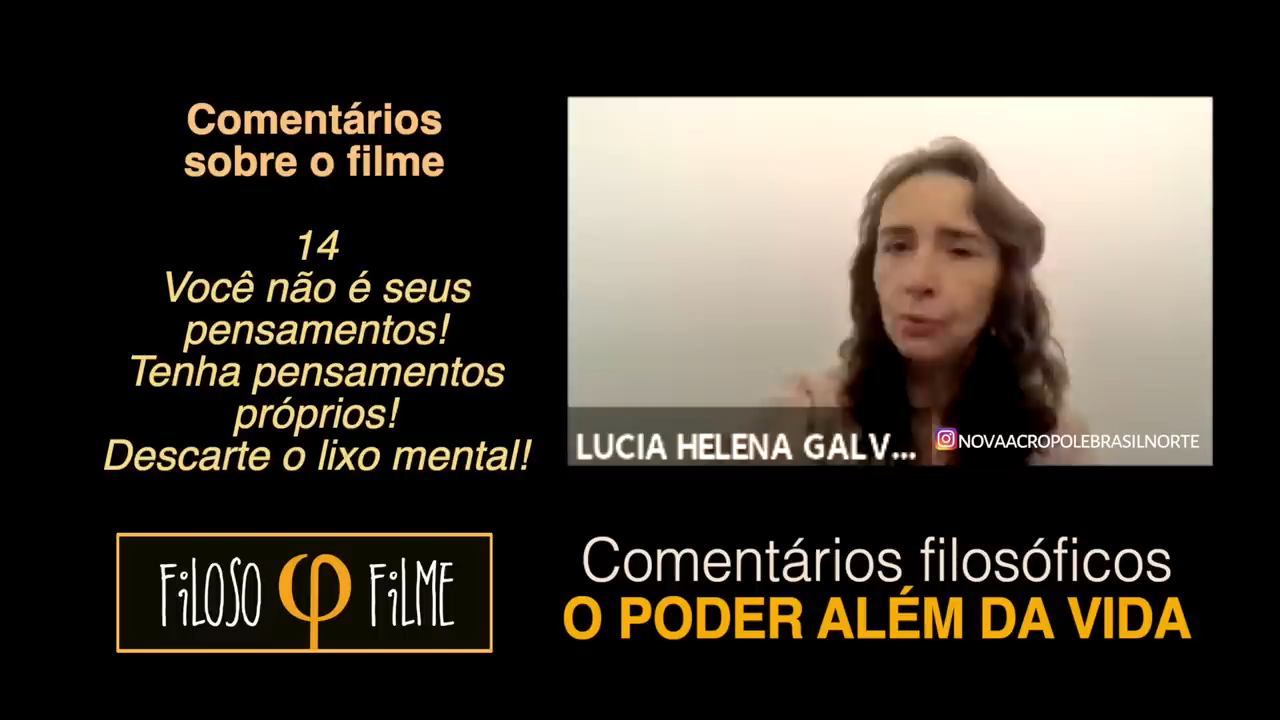 Comentários
sobre o filme
14
Você não é seus
pensamentos!
Tenha pensamentos
próprios!
Descarte o lixo mental!
LUCIA HELENA GALV...
NOVAACROPOLEBRASILNORTE
FiLOSO φ FiLME
Comentários filosóficos
O PODER ALÉM DA VIDA